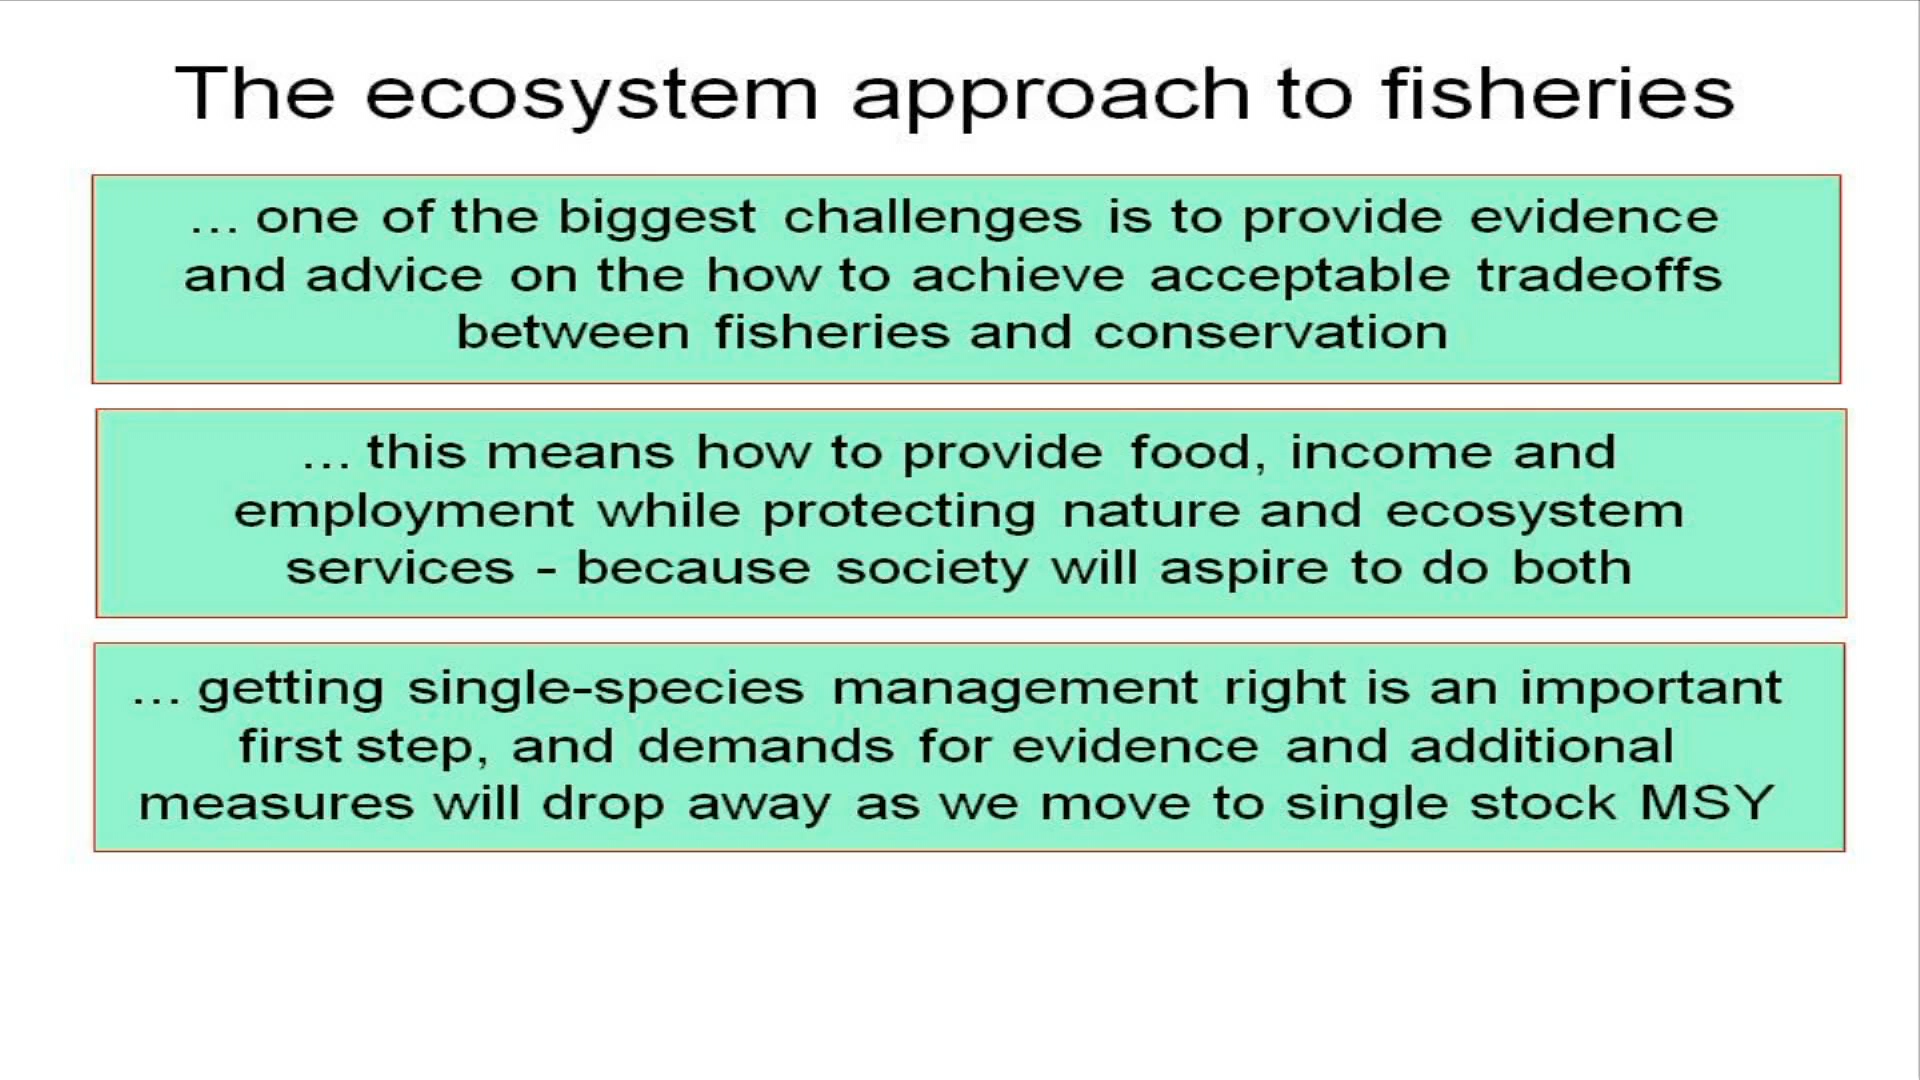 The ecosystem approach to fisheries
... one of the biggest challenges is to provide evidence
and advice on the how to achieve acceptable tradeoffs
between fisheries and conservation
... this means how to provide food, income and
employment while protecting nature and ecosystem
services - because society will aspire to do both
... getting single-species management right is an important
first step, and demands for evidence and additional
measures will drop away as we move to single stock MSY